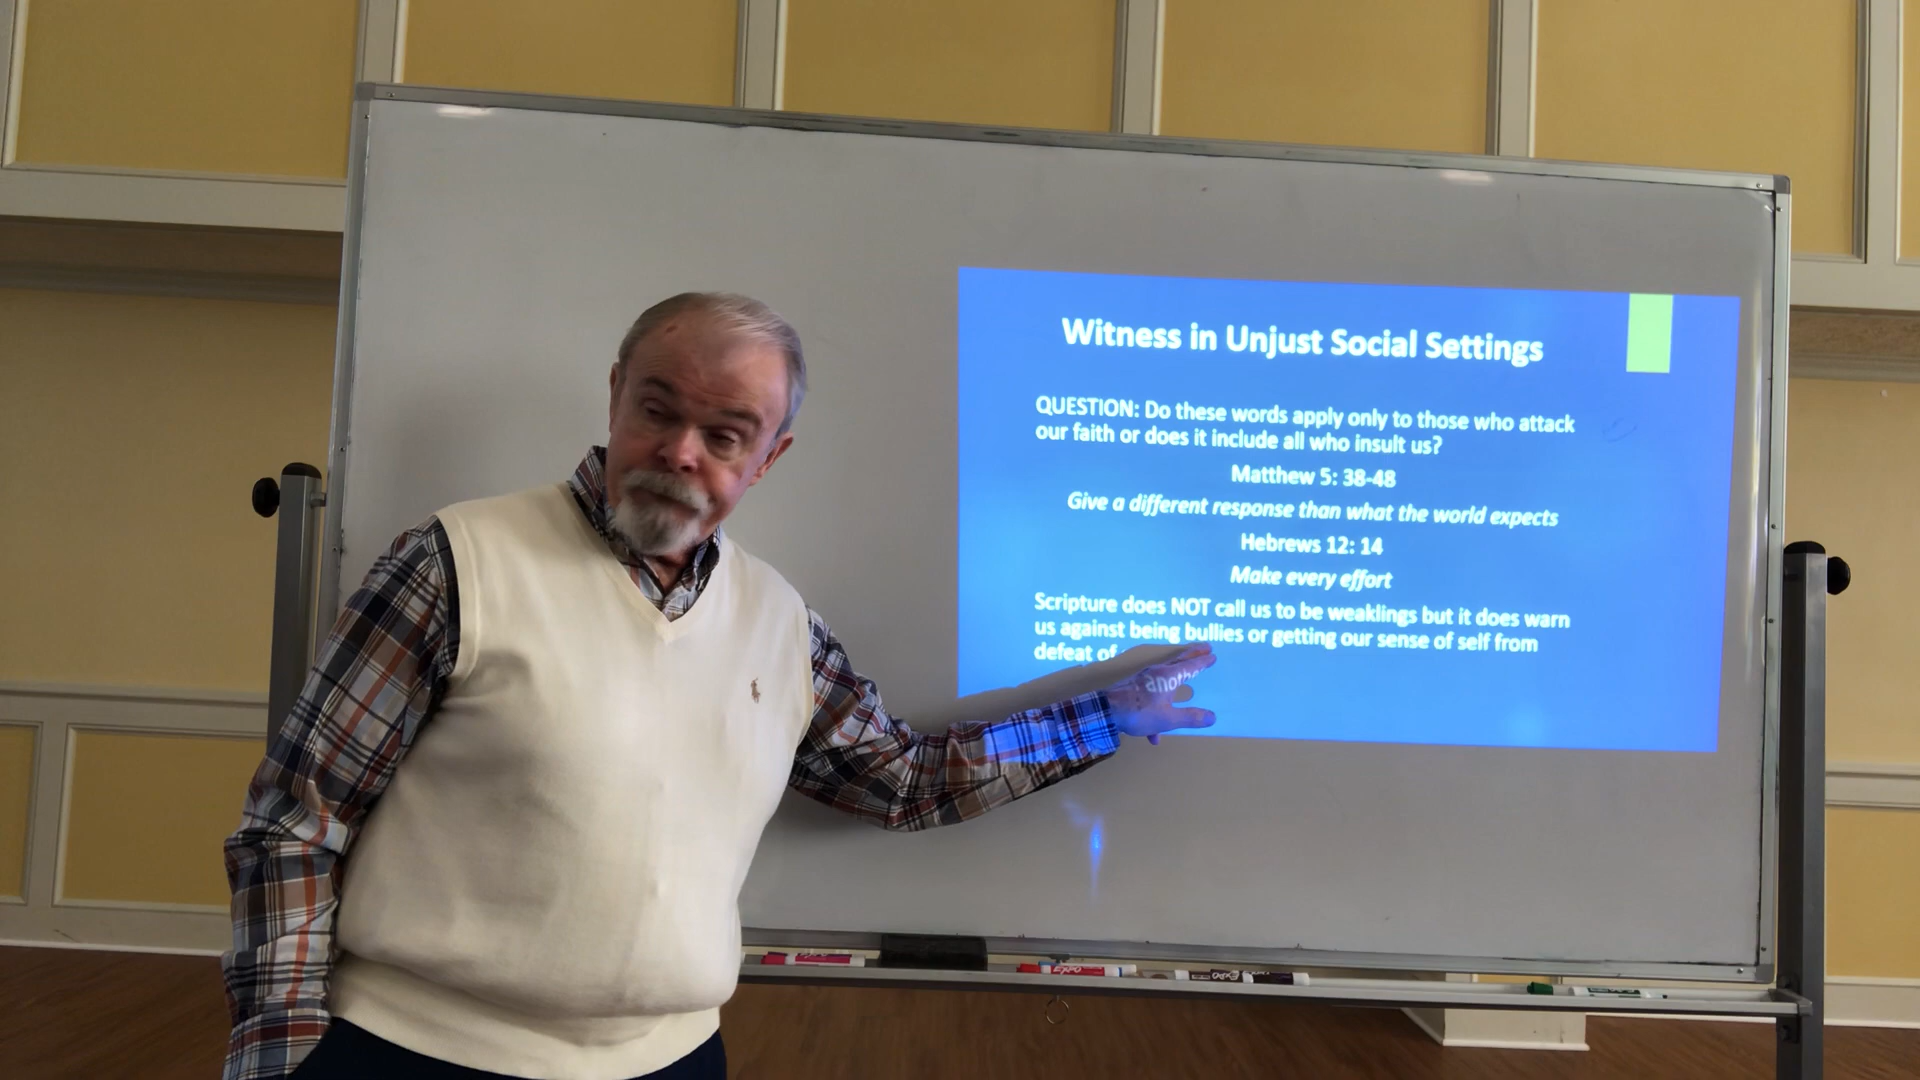 Witness in Unjust Social Settings
QUESTION: Do these words apply only to those who attack
our faith or does it include all who insult us?
Matthew 5: 38-48
Give a different response than what the world expects
Hebrews 12: 14
Make every effort
Scripture does NOT call us to be weaklings but it does warn
us against being bullies or getting our sense of self from
defeat of
EXPO
EXPO